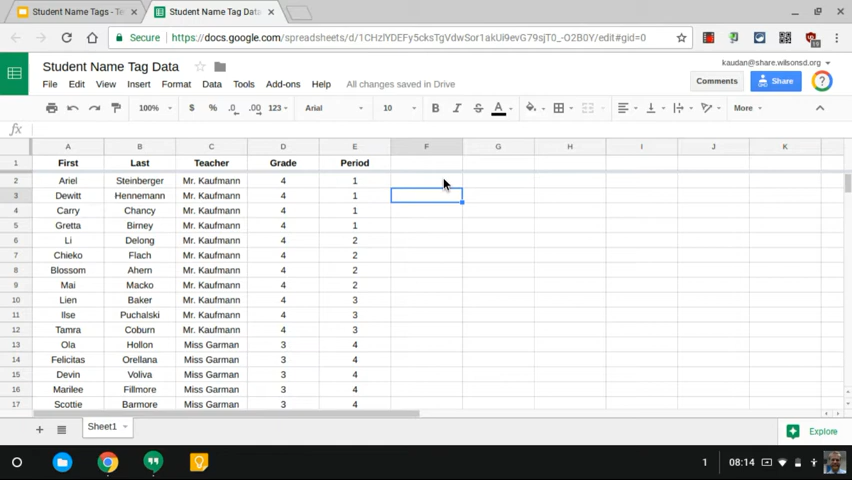 Student Name Tags - Te
Student Name Tag Data
Secure https://docs.google.com/spreadsheets/d/1CHzlYDEFy5cksTgVdwSor1akUi9evG79sjT0_-O2B0Y/edit#gid=0
kaudan@share.wilsonsd.org
Student Name Tag Data
File Edit View Insert Format Data Tools Add-ons Help All changes saved in Drive
Comments Share
100% $ % .0 .00 123 Arial 10 B I S A More
fx
A B C D E F G H I J K
1 First Last Teacher Grade Period
2 Ariel Steinberger Mr. Kaufmann 4 1
3 Dewitt Hennemann Mr. Kaufmann 4 1
4 Carry Chancy Mr. Kaufmann 4 1
5 Gretta Birney Mr. Kaufmann 4 1
6 Li Delong Mr. Kaufmann 4 2
7 Chieko Flach Mr. Kaufmann 4 2
8 Blossom Ahern Mr. Kaufmann 4 2
9 Mai Macko Mr. Kaufmann 4 2
10 Lien Baker Mr. Kaufmann 4 3
11 Ilse Puchalski Mr. Kaufmann 4 3
12 Tamra Coburn Mr. Kaufmann 4 3
13 Ola Hollon Miss Garman 3 4
14 Felicitas Orellana Miss Garman 3 4
15 Devin Voliva Miss Garman 3 4
16 Marilee Fillmore Miss Garman 3 4
17 Scottie Barmore Miss Garman 3 4
Sheet1
Explore
1 08:14